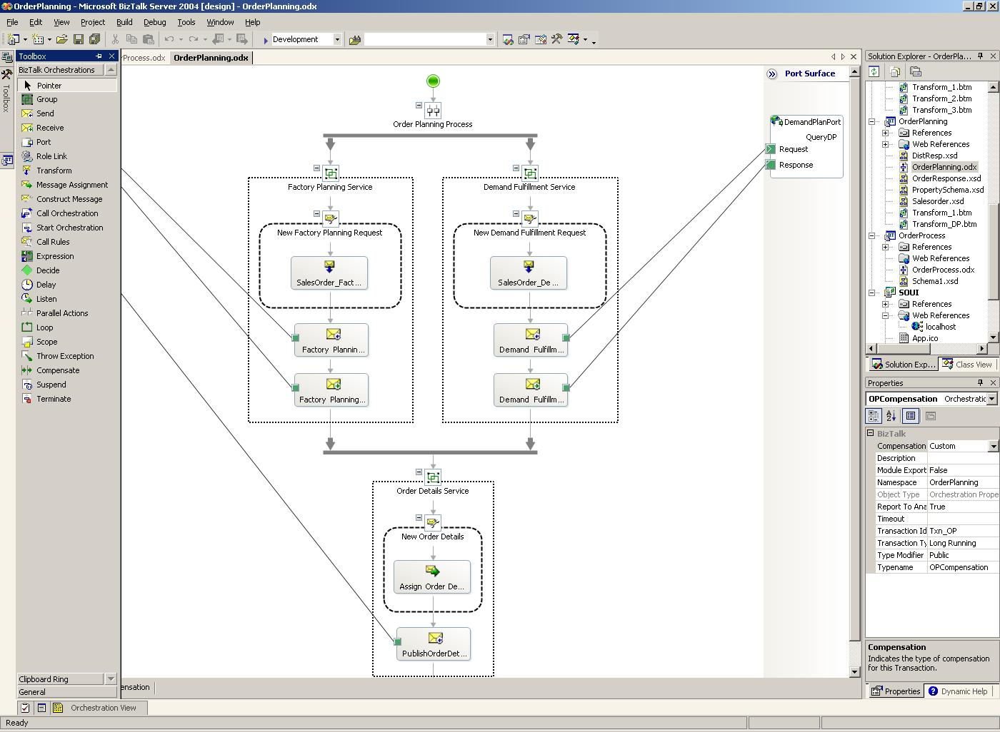 OrderPlanning - Microsoft BizTalk Server 2004 [design] - OrderPlanning.odx
File Edit View Project Build Debug Tools Window Help
Development
Toolbox
Process.odx OrderPlanning.odx
BizTalk Orchestrations
Pointer
Group
Send
Receive
Port
Role Link
Transform
Message Assignment
Construct Message
Call Orchestration
Start Orchestration
Call Rules
Expression
Decide
Delay
Listen
Parallel Actions
Loop
Scope
Throw Exception
Compensate
Suspend
Terminate
Clipboard Ring
General
Toolbox
Order Planning Process
Factory Planning Service
New Factory Planning Request
SalesOrder_Fact ...
Factory Plannin...
Factory Planning...
Demand Fulfillment Service
New Demand Fulfillment Request
SalesOrder_De ...
Demand Fulfillm...
Demand Fulfillm...
Order Details Service
New Order Details
Assign Order De...
PublishOrderDet ...
Port Surface
DemandPlanPort
QueryDP
Request
Response
ensation
Orchestration View
Ready
Solution Explorer - OrderPla...
Transform_1.btm
Transform_2.btm
Transform_3.btm
OrderPlanning
References
Web References
DistResp.xsd
OrderPlanning.odx
OrderResponse.xsd
PropertySchema.xsd
Salesorder.xsd
Transform_1.btm
Transform_DP.btm
OrderProcess
References
Web References
OrderProcess.odx
Schema1.xsd
SOUI
References
Web References
localhost
App.ico
Solution Exp... Class View
Properties
OPCompensation Orchestratic
BizTalk
Compensation Custom
Description
Module Export False
Namespace OrderPlanning
Object Type Orchestration Prope
Report To Ana True
Timeout
Transaction Id Txn_OP
Transaction Ty Long Running
Type Modifier Public
Typename OPCompensation
Compensation
Indicates the type of compensation
for this Transaction.
Properties Dynamic Help